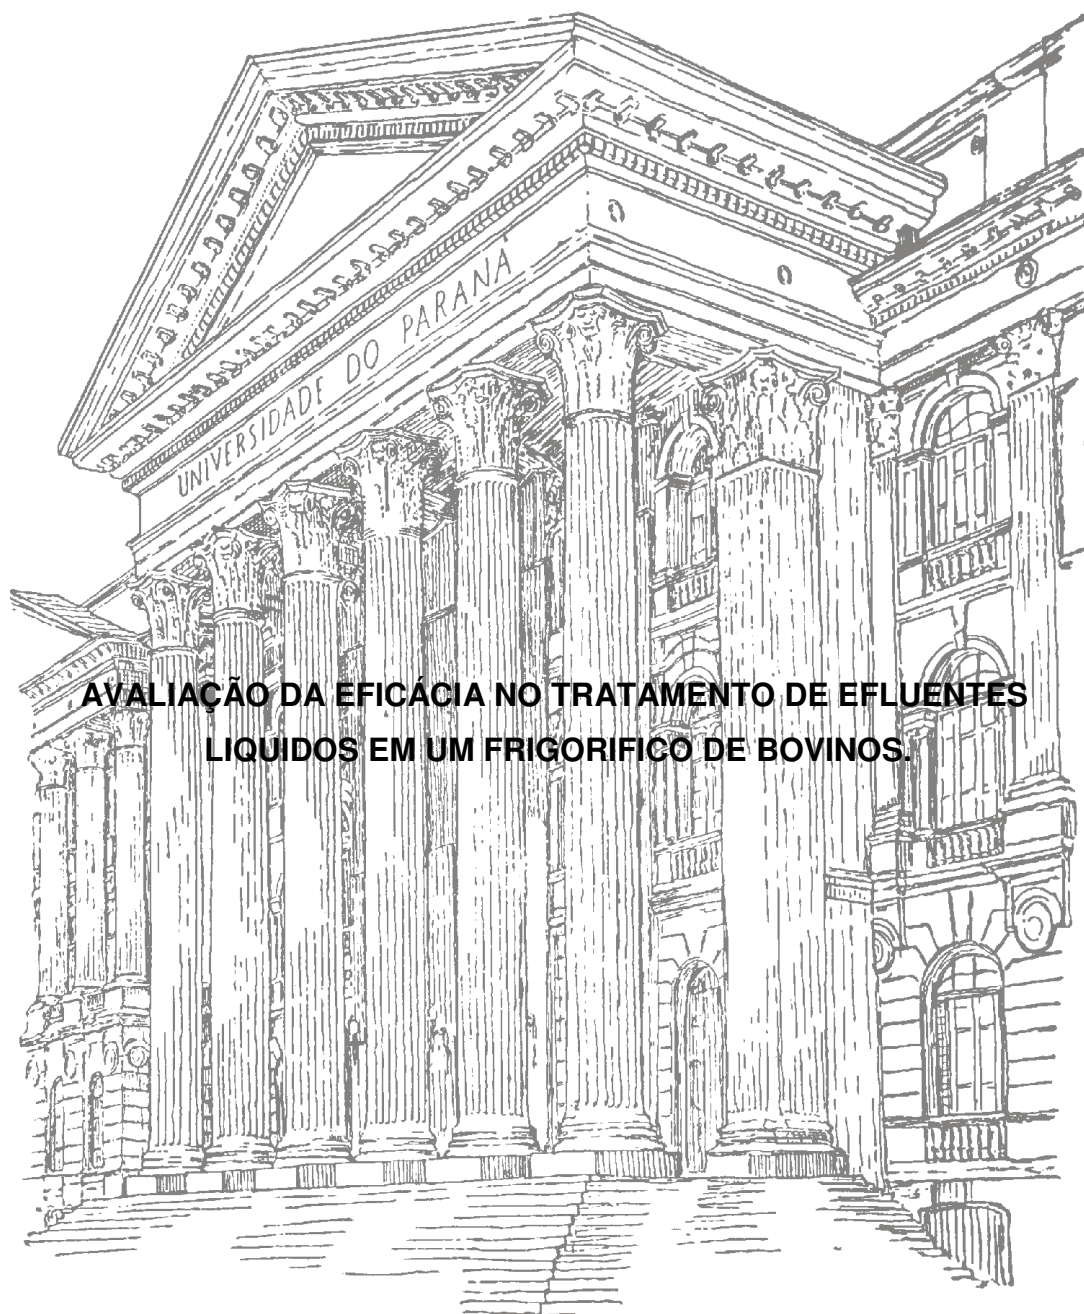 UNIVERSIDADE DO PARANÁ
AVALIAÇÃO DA EFICÁCIA NO TRATAMENTO DE EFLUENTES
LIQUIDOS EM UM FRIGORIFICO DE BOVINOS.